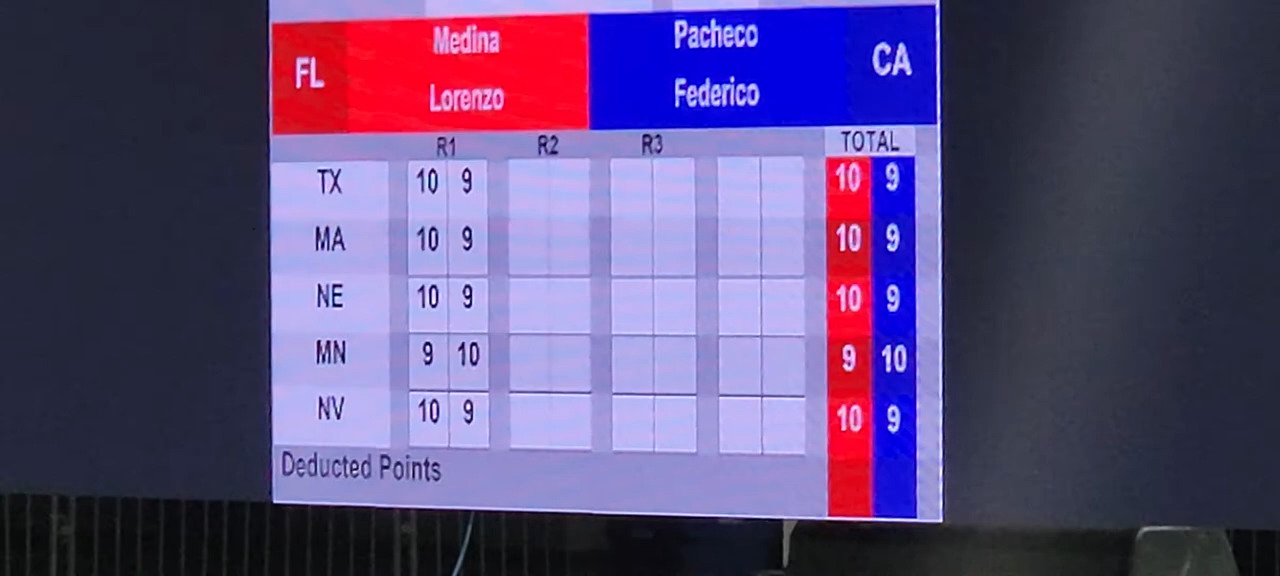 FL Medina Lorenzo Pacheco Federico CA
R1 R2 R3 TOTAL
TX 10 9 10 9
MA 10 9 10 9
NE 10 9 10 9
MN 9 10 9 10
NV 10 9 10 9
Deducted Points